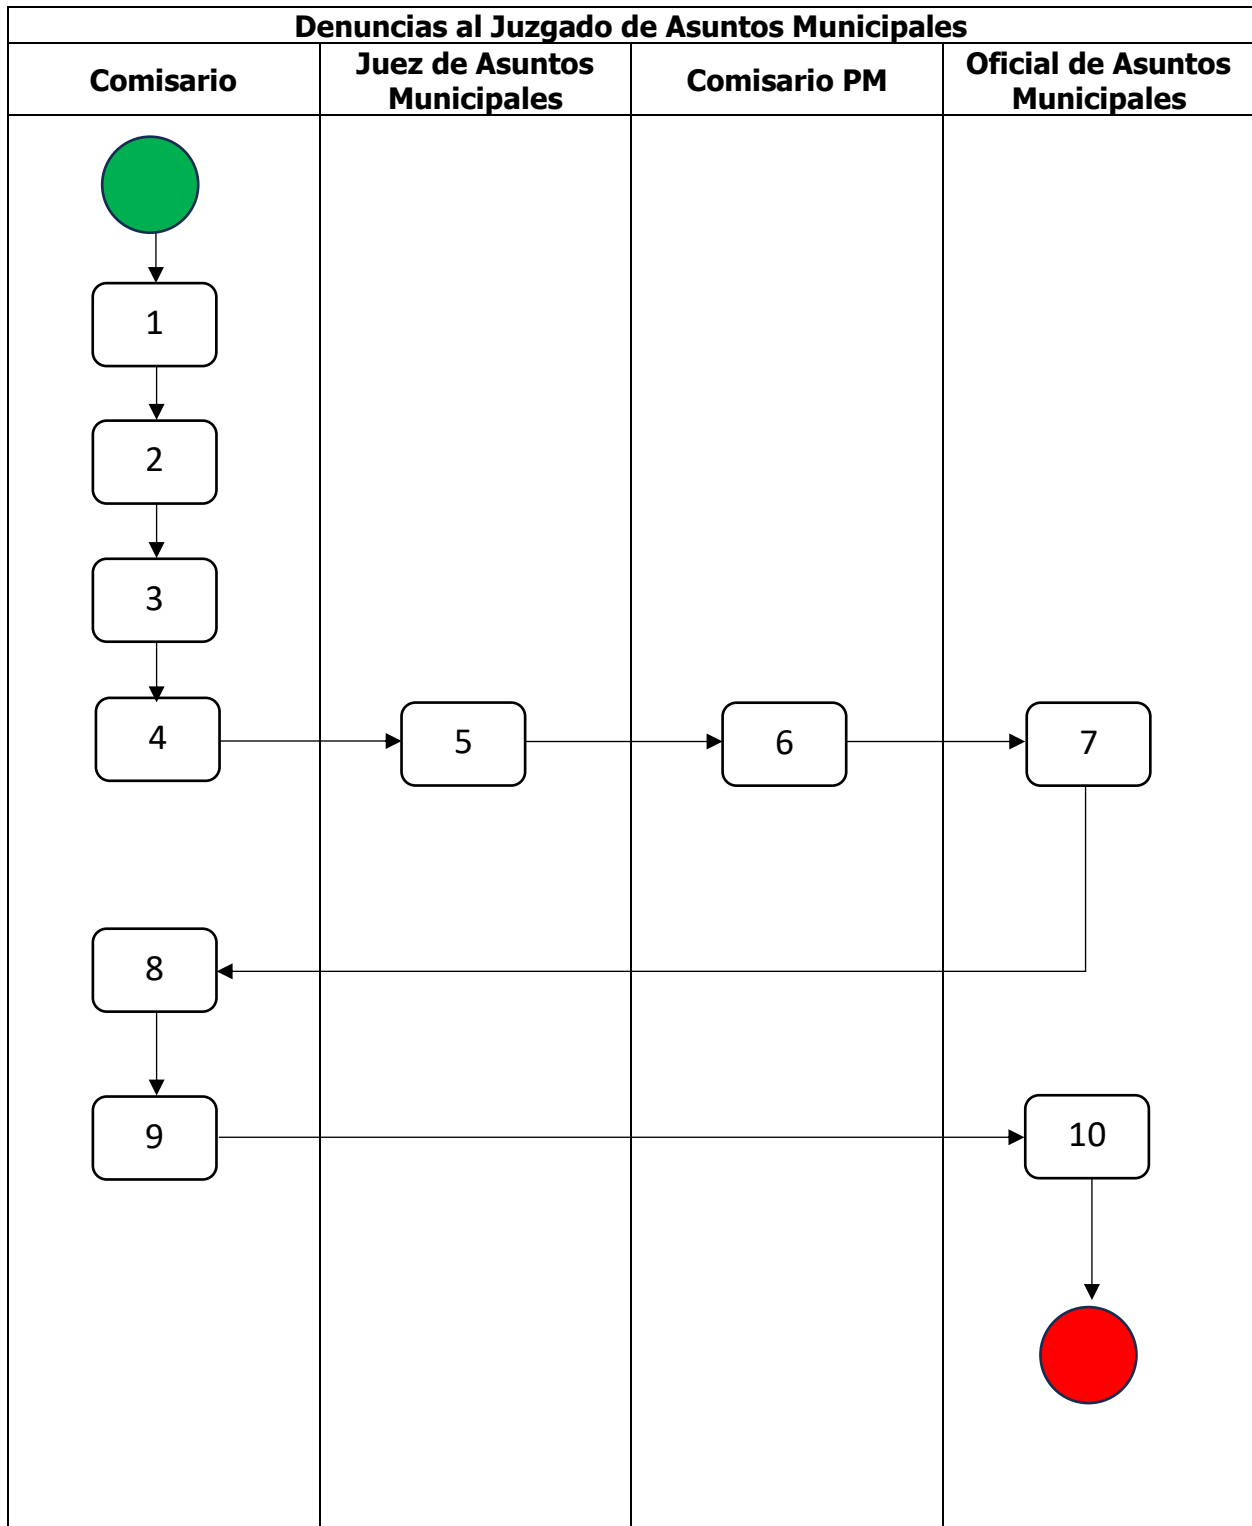 Denuncias al Juzgado de Asuntos Municipales
Comisario
Juez de Asuntos
Municipales
Comisario PM
Oficial de Asuntos
Municipales
1
2
3
4
5
6
7
8
9
10